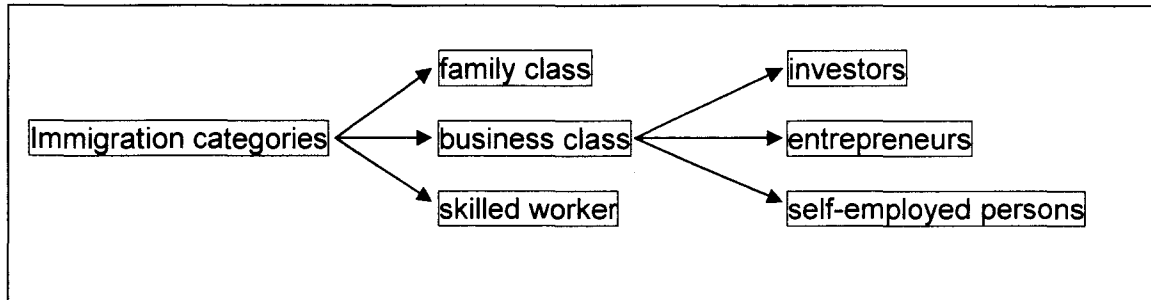 family class
investors
Immigration categories
business class
entrepreneurs
skilled worker
self-employed persons